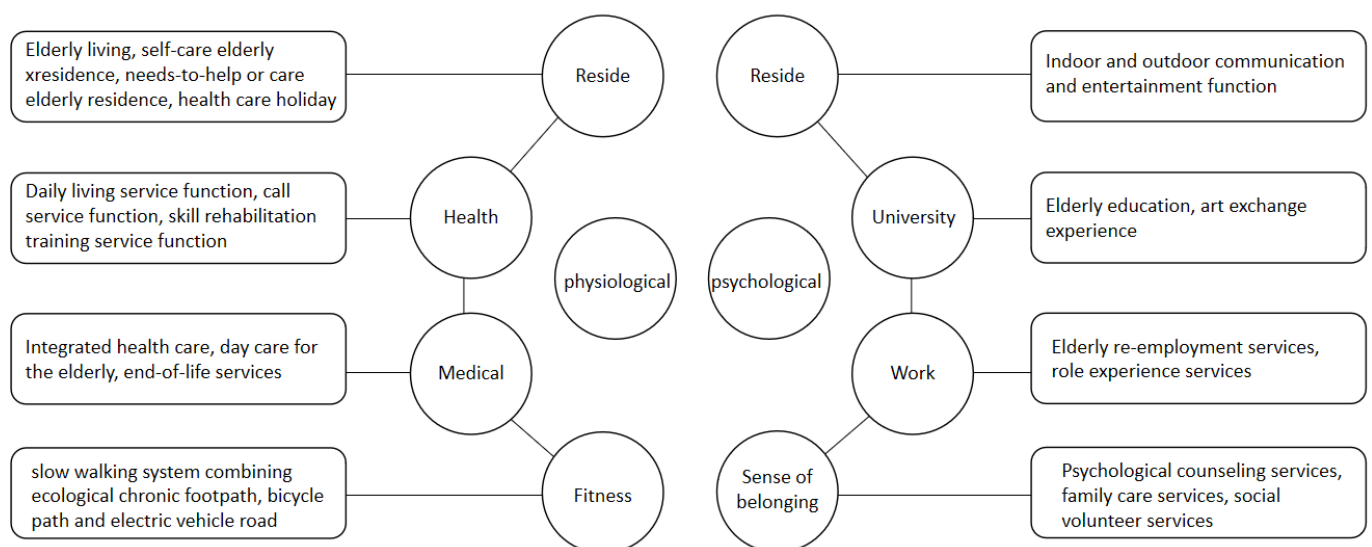 Elderly living, self-care elderly
xresidence, needs-to-help or care
elderly residence, health care holiday
Reside
Reside
Indoor and outdoor communication
and entertainment function
Daily living service function, call
service function, skill rehabilitation
training service function
Health
University
Elderly education, art exchange
experience
physiological
psychological
Integrated health care, day care for
the elderly, end-of-life services
Medical
Work
Elderly re-employment services,
role experience services
slow walking system combining
ecological chronic footpath, bicycle
path and electric vehicle road
Fitness
Sense of
belonging
Psychological counseling services,
family care services, social
volunteer services